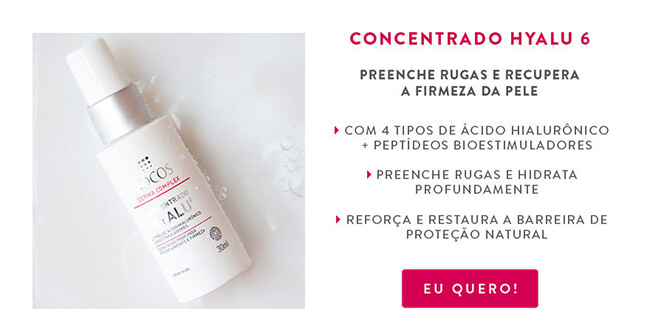 CONCENTRADO HYALU 6
PREENCHE RUGAS E RECUPERA
A FIRMEZA DA PELE
COM 4 TIPOS DE ÁCIDO HIALURÔNICO
+ PEPTÍDEOS BIOESTIMULADORES
PREENCHE RUGAS E HIDRATA
PROFUNDAMENTE
REFORÇA E RESTAURA A BARREIRA DE
PROTEÇÃO NATURAL
EU QUERO!
DERMA COMPLEX
30ml